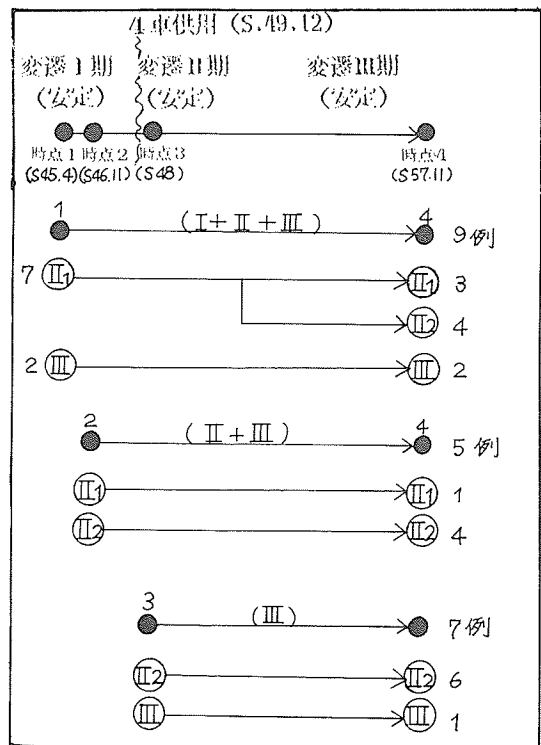 4車供用 (S.49.12)
変遷I期 変遷II期 変遷III期
(安定) (安定) (安定)
時点1 時点2 時点3 時点4
(S45.4) (S46.11) (S48) (S57.11)
1 (I+II+III) 4 9例
7 II1 II1 3
II2 4
2 III III 2
2 (II+III) 4 5例
II1 II1 1
II2 II2 4
3 (III) 7例
II2 II2 6
III III 1